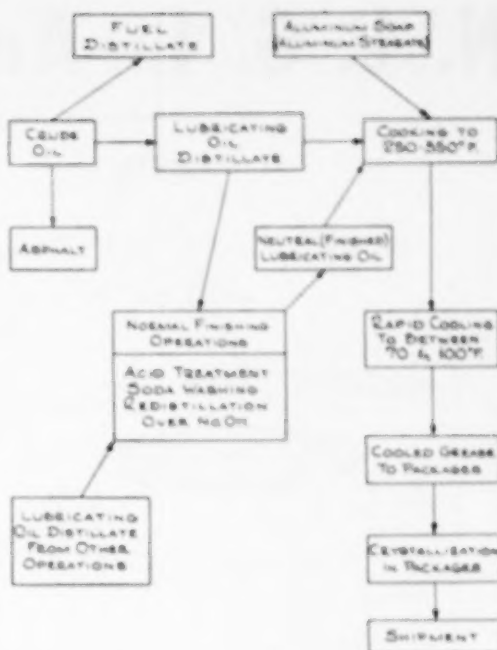 FUEL
DISTILLATE
ALUMINUM SOAP
(ALUMINUM STEARATE)
CRUDE
OIL
LUBRICATING
OIL
DISTILLATE
COOKING TO
250-350°F.
ASPHALT
NEUTRAL (FINISHED)
LUBRICATING OIL
NORMAL FINISHING
OPERATIONS
ACID TREATMENT
SODA WASHING
REDISTILLATION
OVER NaOH
RAPID COOLING
TO BETWEEN
70 & 100°F.
COOLED GREASE
TO PACKAGES
LUBRICATING
OIL DISTILLATE
FROM OTHER
OPERATIONS
CRYSTALLIZATION
IN PACKAGES
SHIPMENT